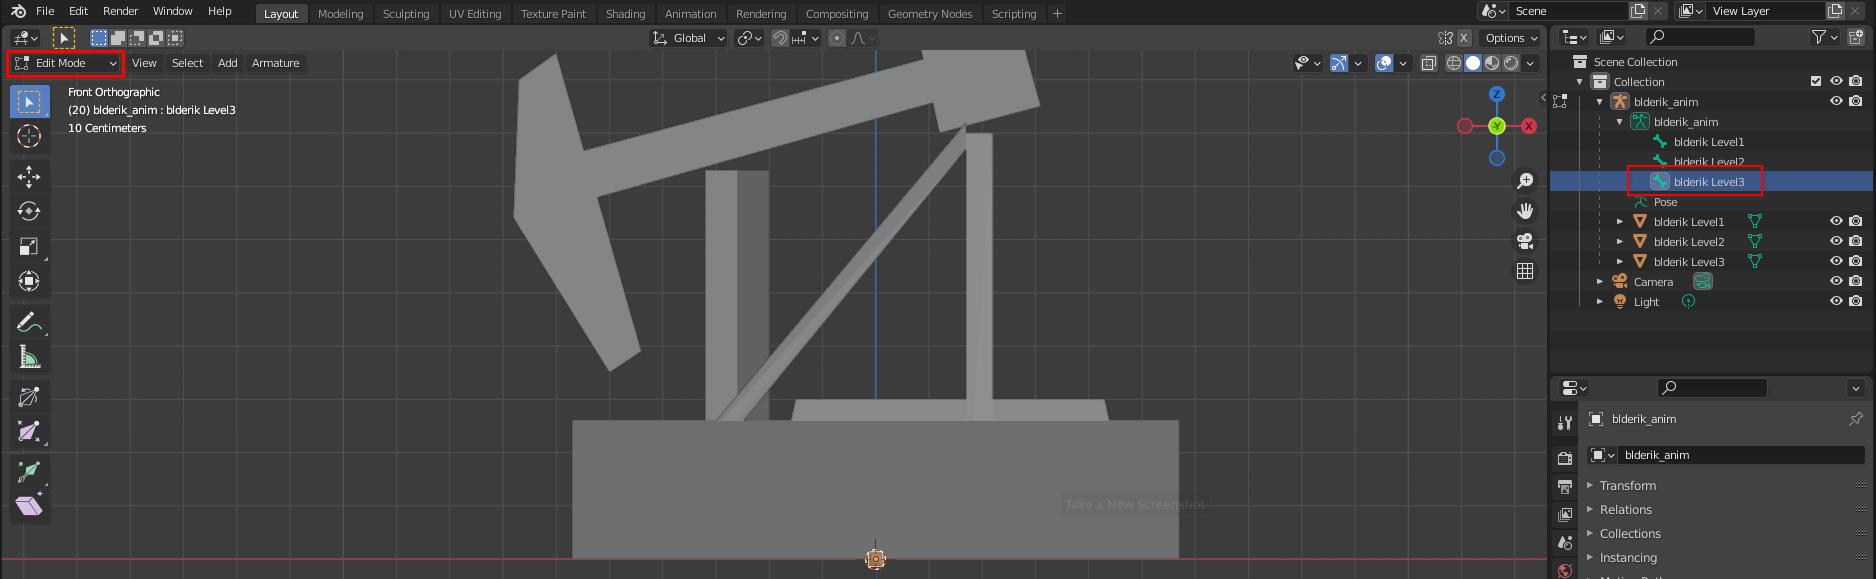 File Edit Render Window Help Layout Modeling Sculpting UV Editing Texture Paint Shading Animation Rendering Compositing Geometry Nodes Scripting + Scene View Layer
Global X Options
Edit Mode View Select Add Armature
Front Orthographic
(20) blderik_anim : blderik Level3
10 Centimeters
Z
Y
X
Take a New Screenshot
Scene Collection
Collection
blderik_anim
blderik_anim
blderik Level1
blderik Level2
blderik Level3
Pose
blderik Level1
blderik Level2
blderik Level3
Camera
Light
blderik_anim
blderik_anim
Transform
Relations
Collections
Instancing